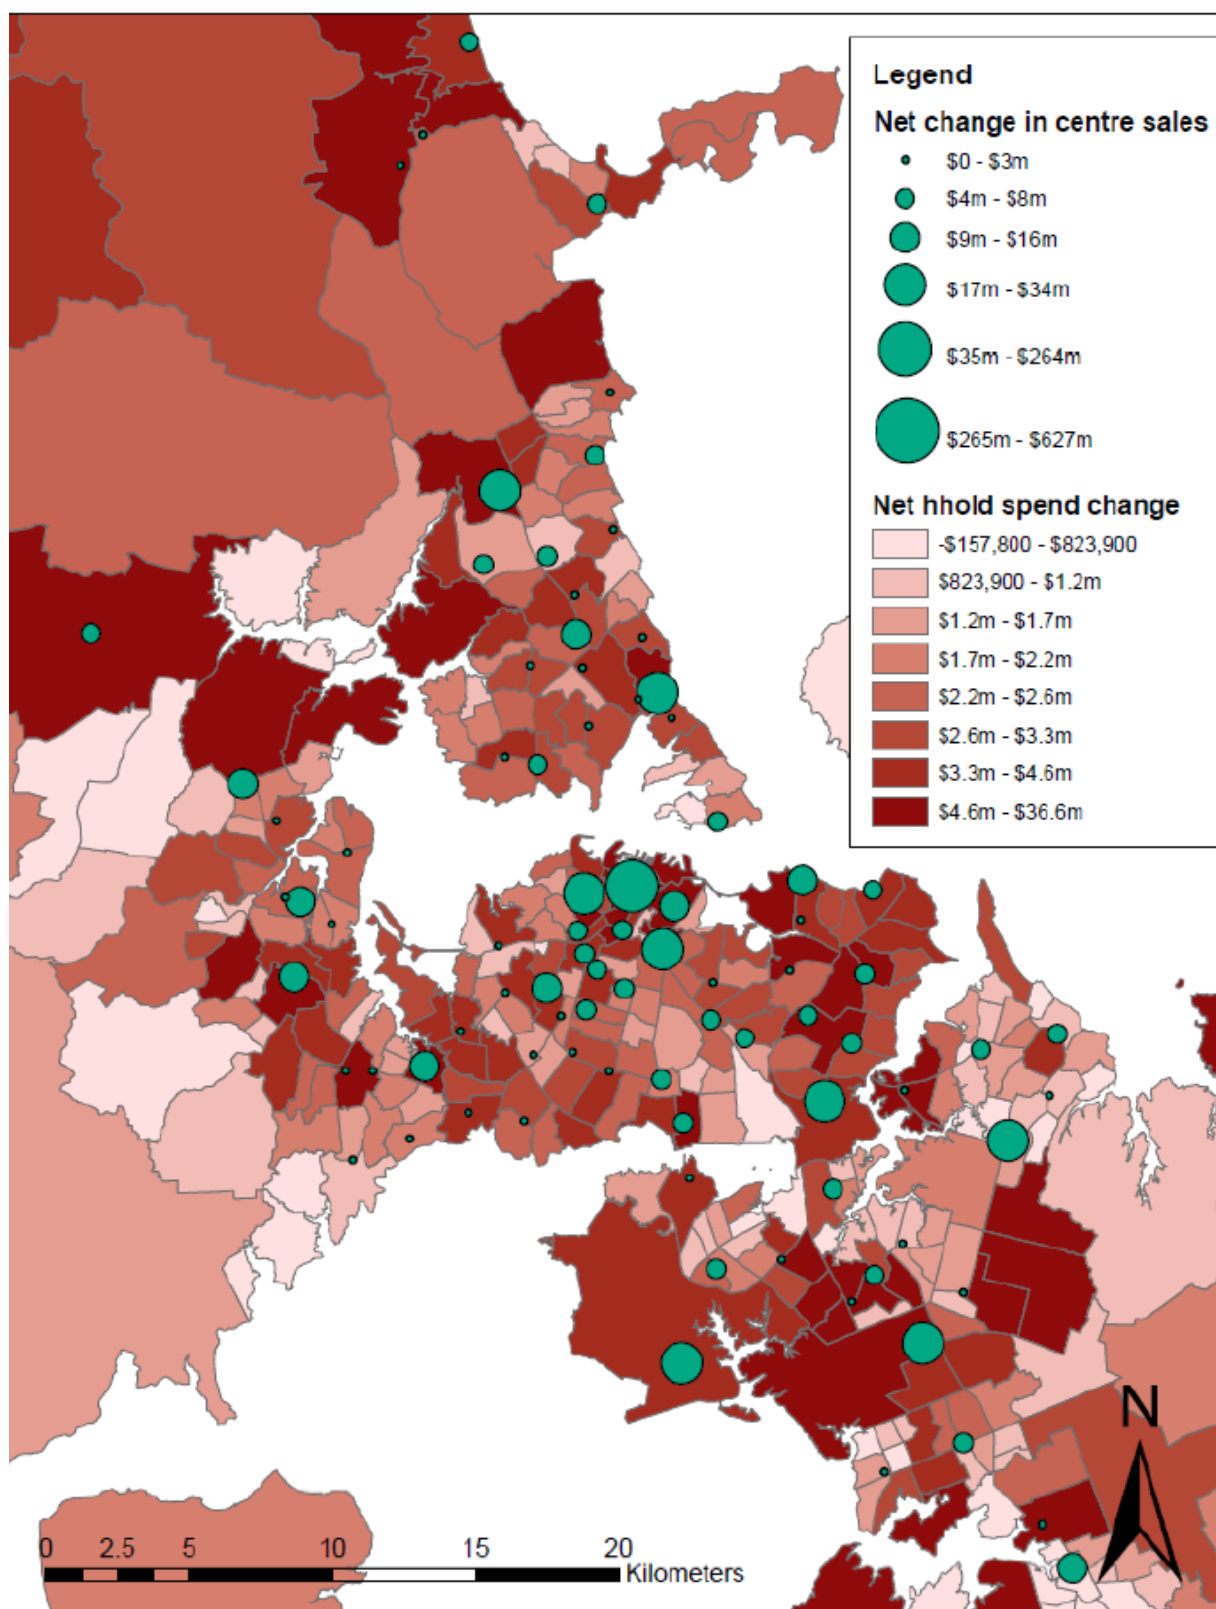 Legend
Net change in centre sales
$0 - $3m
$4m - $8m
$9m - $16m
$17m - $34m
$35m - $264m
$265m - $627m
Net hhold spend change
-$157,800 - $823,900
$823,900 - $1.2m
$1.2m - $1.7m
$1.7m - $2.2m
$2.2m - $2.6m
$2.6m - $3.3m
$3.3m - $4.6m
$4.6m - $36.6m
N
0 2.5 5 10 15 20
Kilometers